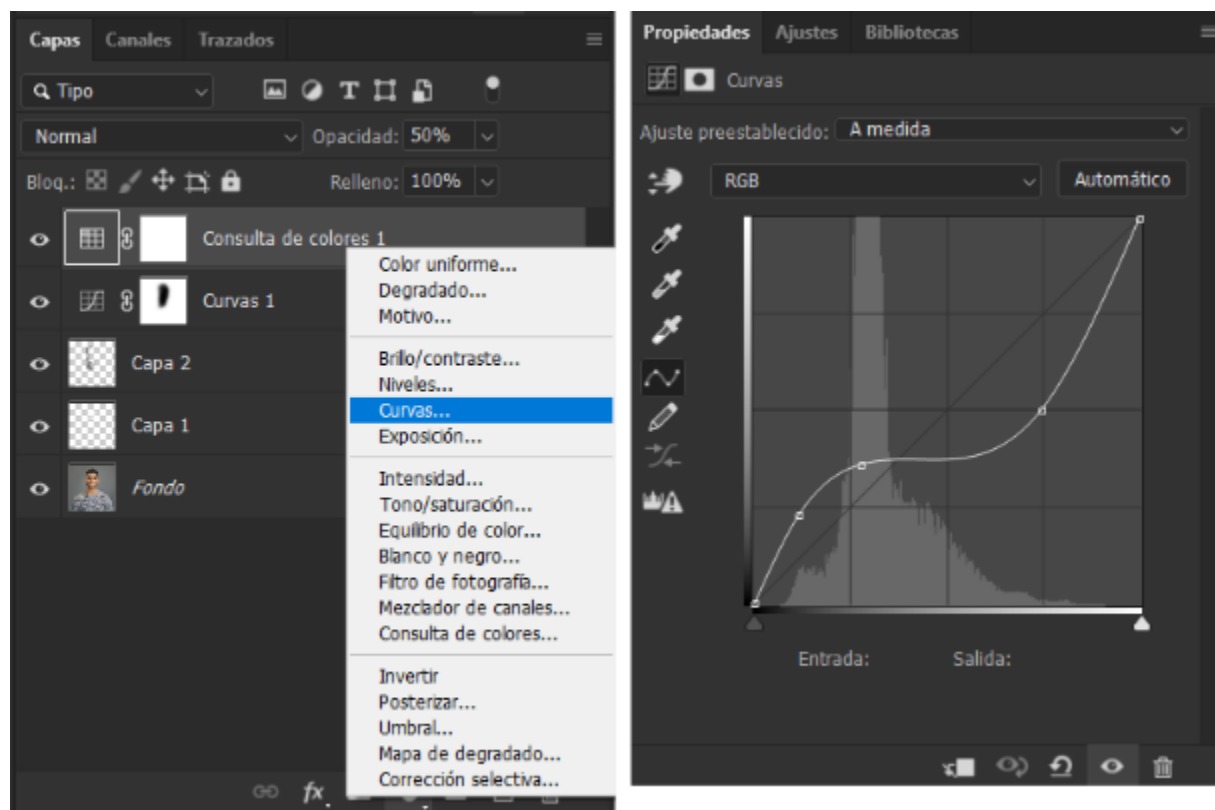 Capas Canales Trazados
Tipo
Normal Opacidad: 50%
Bloq.: Relleno: 100%
Consulta de colores 1
Curvas 1
Capa 2
Capa 1
Fondo
fx
Color uniforme...
Degradado...
Motivo...
Brillo/contraste...
Niveles...
Curvas...
Exposición...
Intensidad...
Tono/saturación...
Equilibrio de color...
Blanco y negro...
Filtro de fotografía...
Mezclador de canales...
Consulta de colores...
Invertir
Posterizar...
Umbral...
Mapa de degradado...
Corrección selectiva...
Propiedades Ajustes Bibliotecas
Curvas
Ajuste preestablecido: A medida
RGB Automático
Entrada: Salida: